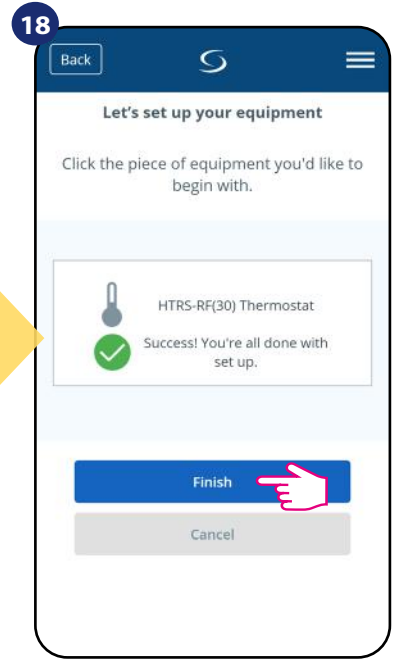 18
Back
Let's set up your equipment
Click the piece of equipment you'd like to
begin with.
HTRS-RF(30) Thermostat
Success! You're all done with
set up.
Finish
Cancel